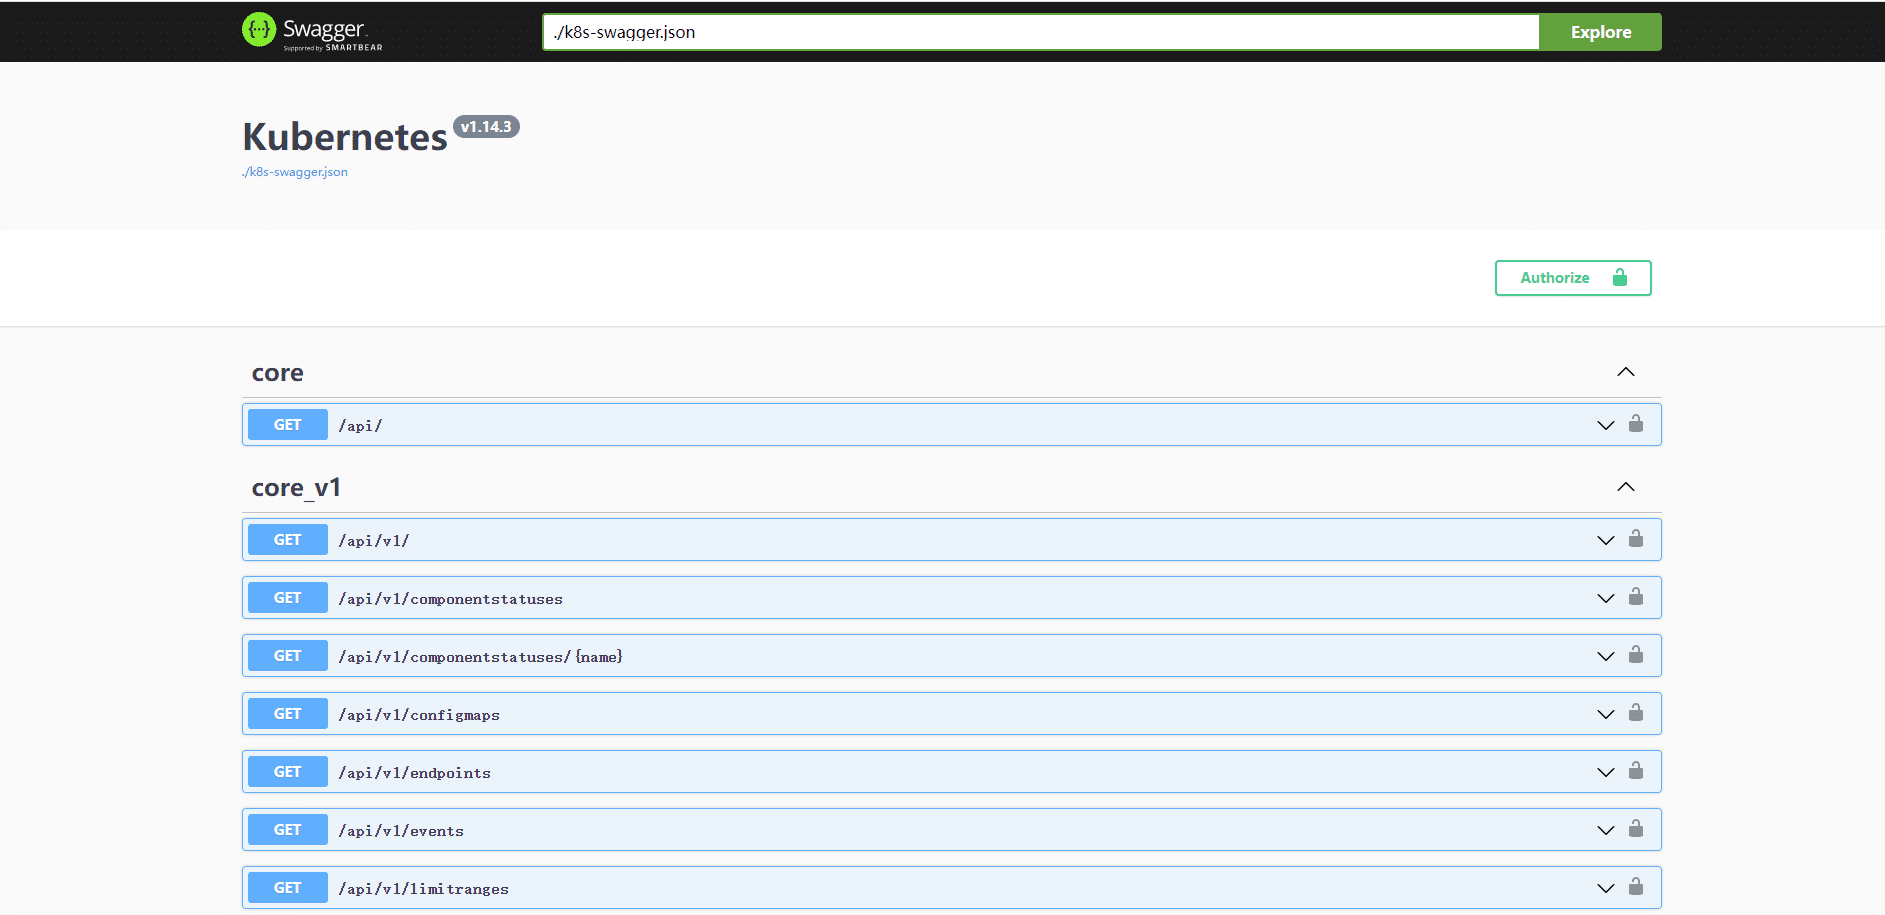 Swagger
Supported by SMARTBEAR
./k8s-swagger.json
Explore
Kubernetes v1.14.3
./k8s-swagger.json
Authorize
core
GET /api/
core_v1
GET /api/v1/
GET /api/v1/componentstatuses
GET /api/v1/componentstatuses/{name}
GET /api/v1/configmaps
GET /api/v1/endpoints
GET /api/v1/events
GET /api/v1/limitranges